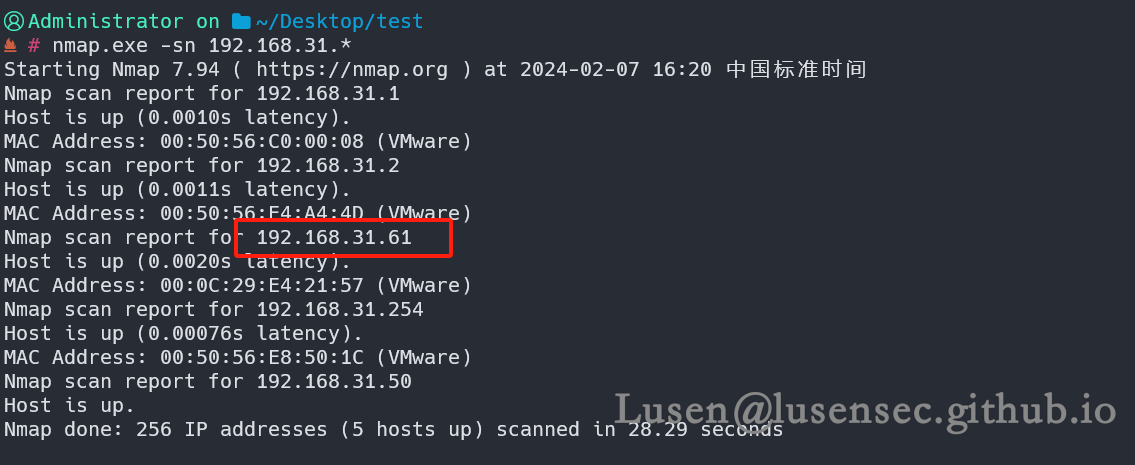 Administrator on ~/Desktop/test
# nmap.exe -sn 192.168.31.*
Starting Nmap 7.94 ( https://nmap.org ) at 2024-02-07 16:20 中国标准时间
Nmap scan report for 192.168.31.1
Host is up (0.0010s latency).
MAC Address: 00:50:56:C0:00:08 (VMware)
Nmap scan report for 192.168.31.2
Host is up (0.0011s latency).
MAC Address: 00:50:56:E4:A4:4D (VMware)
Nmap scan report for 192.168.31.61
Host is up (0.0020s latency).
MAC Address: 00:0C:29:E4:21:57 (VMware)
Nmap scan report for 192.168.31.254
Host is up (0.00076s latency).
MAC Address: 00:50:56:E8:50:1C (VMware)
Nmap scan report for 192.168.31.50
Host is up.
Nmap done: 256 IP addresses (5 hosts up) scanned in 28.29 seconds
Lusen@lusensec.github.io